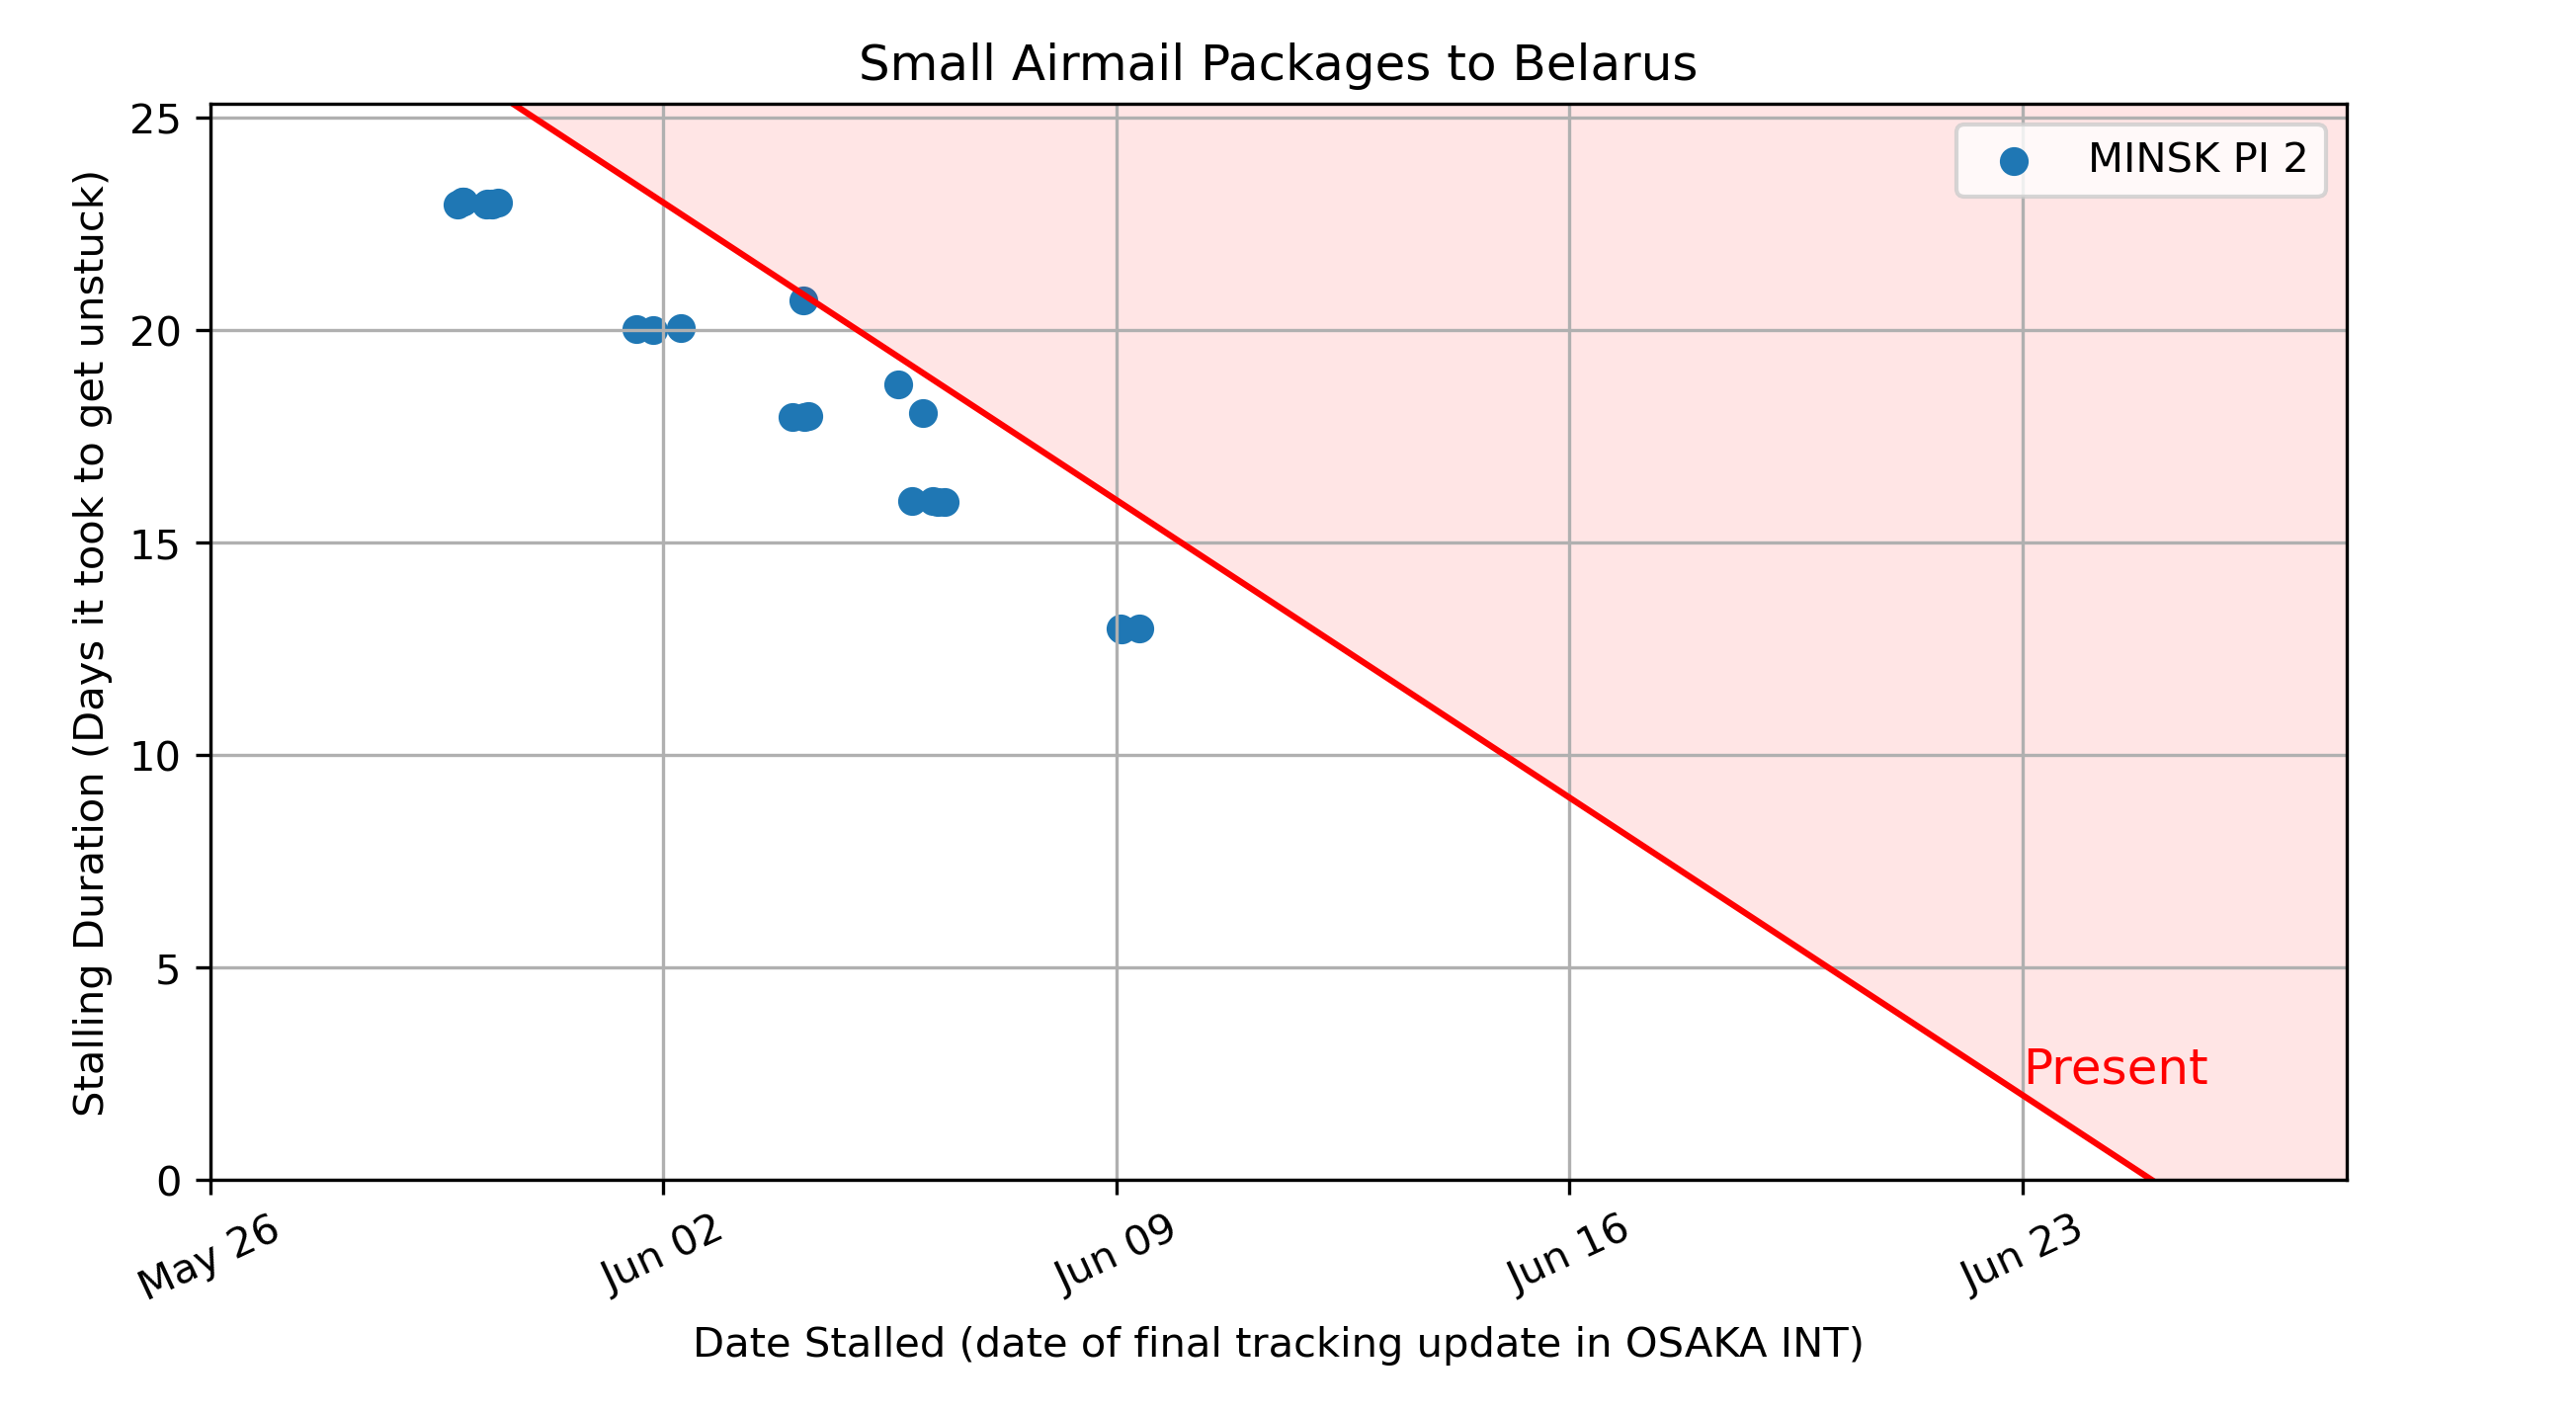 Small Airmail Packages to Belarus
MINSK PI 2
Stalling Duration (Days it took to get unstuck)
25
20
15
10
5
0
Present
May 26
Jun 02
Jun 09
Jun 16
Jun 23
Date Stalled (date of final tracking update in OSAKA INT)